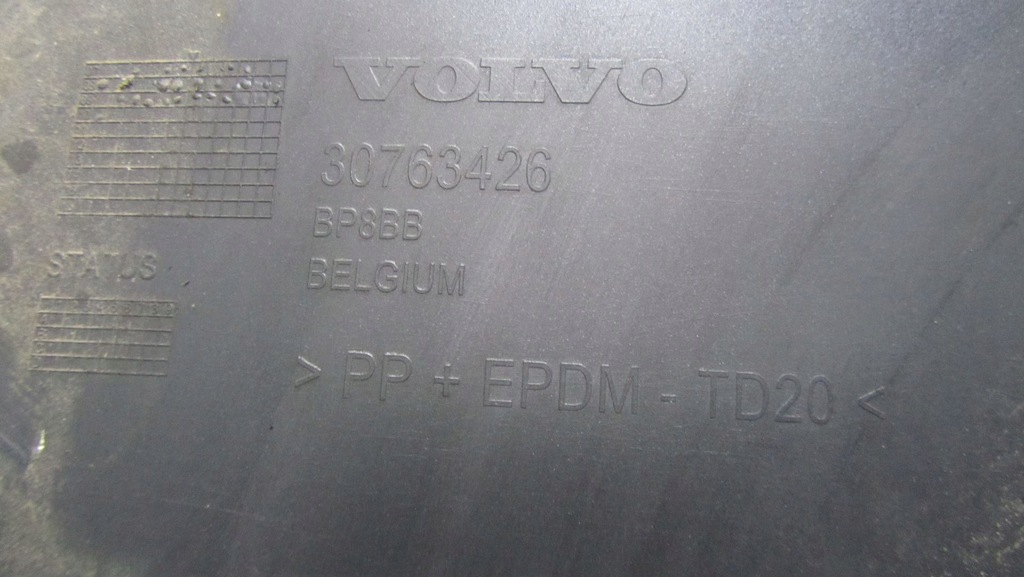 VOLVO
30763426
BP8BB
BELGIUM
STATUS
> PP + EPDM - TD20 <